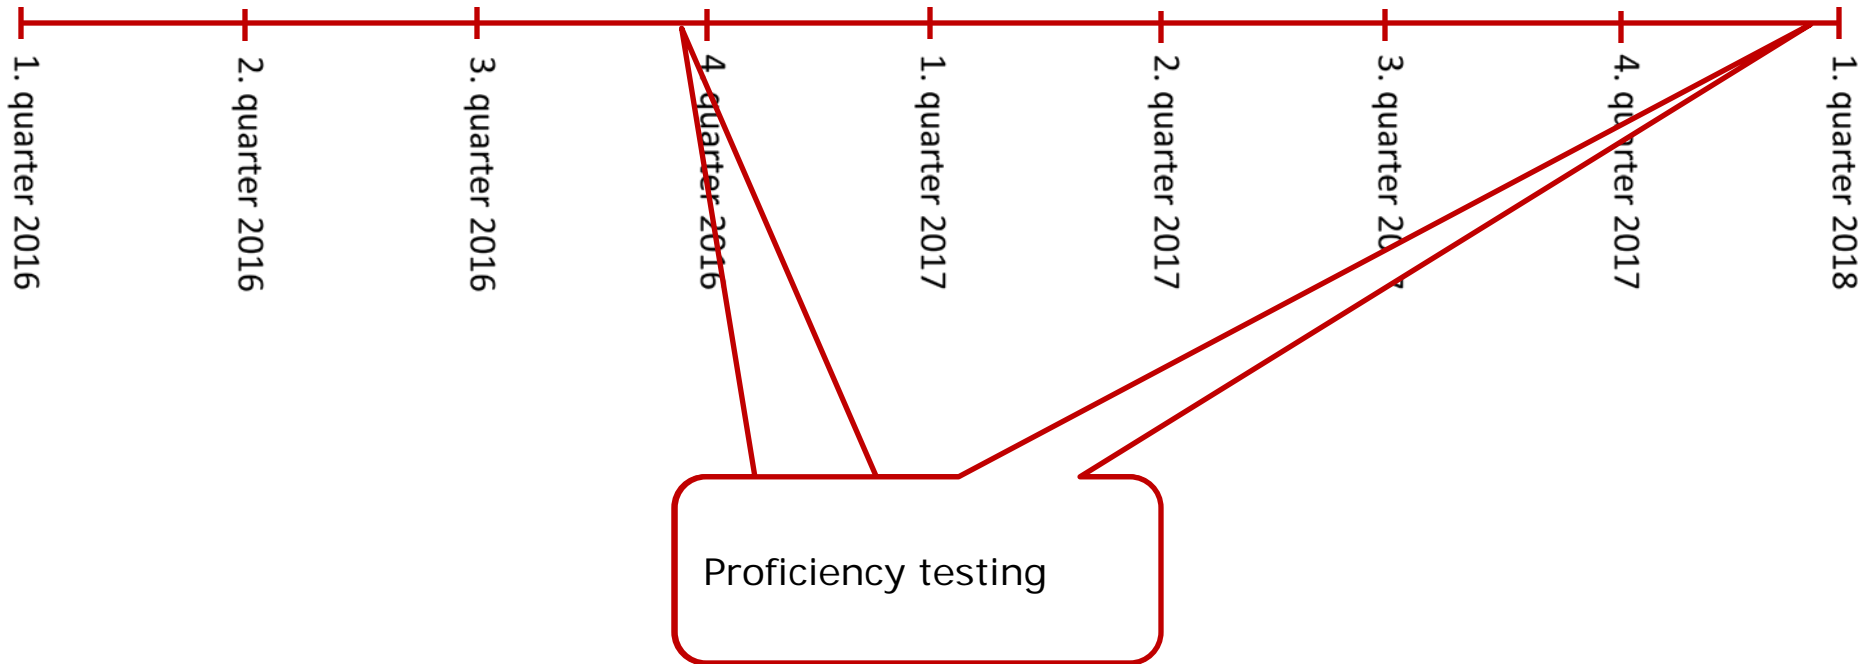 1. quarter 2016
2. quarter 2016
3. quarter 2016
4. quarter 2016
1. quarter 2017
2. quarter 2017
3. quarter 2017
4. quarter 2017
1. quarter 2018
Proficiency testing